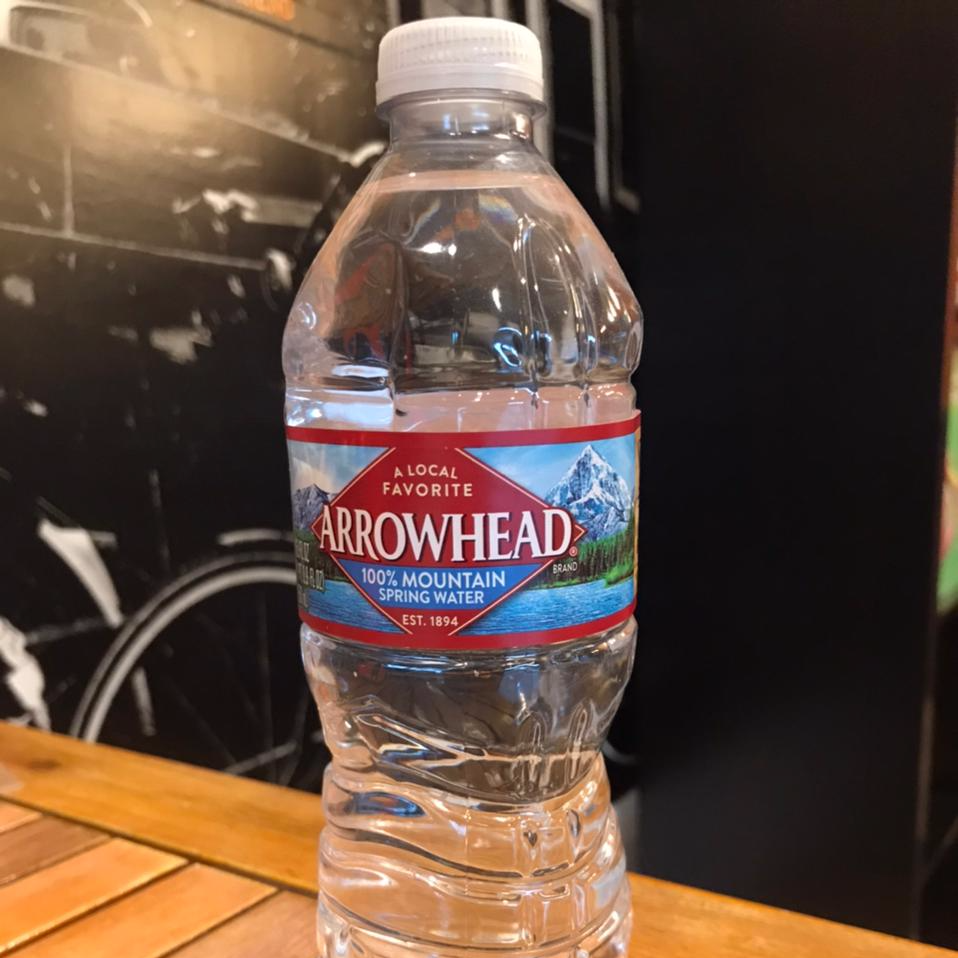 A LOCAL
FAVORITE
ARROWHEAD®
BRAND
100% MOUNTAIN
SPRING WATER
EST. 1894